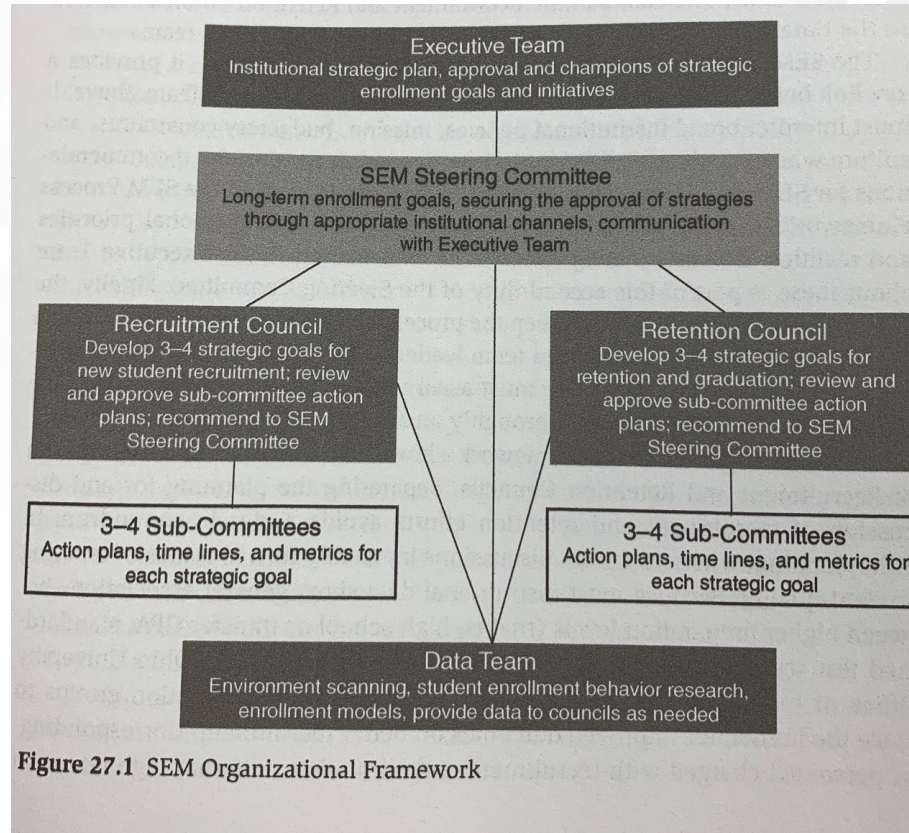 Executive Team
Institutional strategic plan, approval and champions of strategic
enrollment goals and initiatives
SEM Steering Committee
Long-term enrollment goals, securing the approval of strategies
through appropriate institutional channels, communication
with Executive Team
Recruitment Council
Develop 3–4 strategic goals for
new student recruitment; review
and approve sub-committee action
plans; recommend to SEM
Steering Committee
Retention Council
Develop 3–4 strategic goals for
retention and graduation; review and
approve sub-committee action
plans; recommend to SEM
Steering Committee
3–4 Sub-Committees
Action plans, time lines, and metrics for
each strategic goal
3–4 Sub-Committees
Action plans, time lines, and metrics for
each strategic goal
Data Team
Environment scanning, student enrollment behavior research,
enrollment models, provide data to councils as needed
Figure 27.1 SEM Organizational Framework